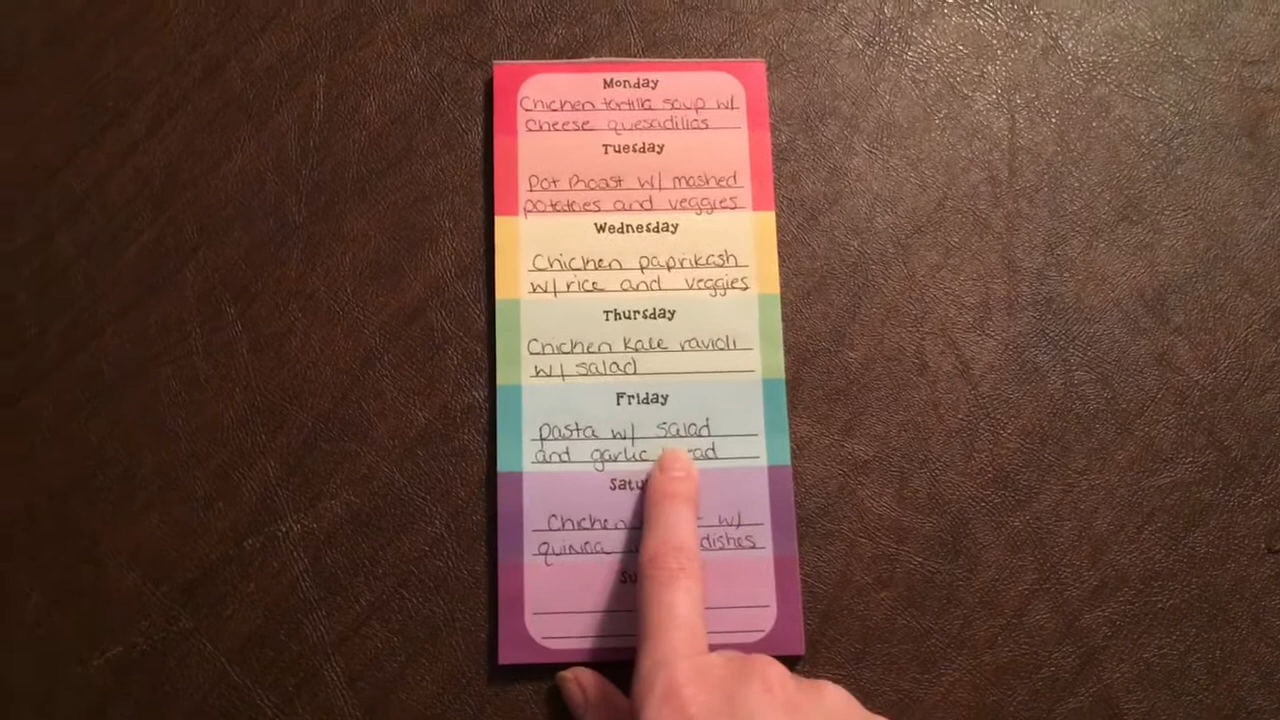 Monday
Chicken tortilla soup w/
cheese quesadillas
Tuesday
Pot Roast w/ mashed
potatoes and veggies
Wednesday
Chicken paprikash
w/ rice and veggies
Thursday
Chicken kale ravioli
w/ salad
Friday
pasta w/ salad
and garlic
Chicken w/
quinoa dishes